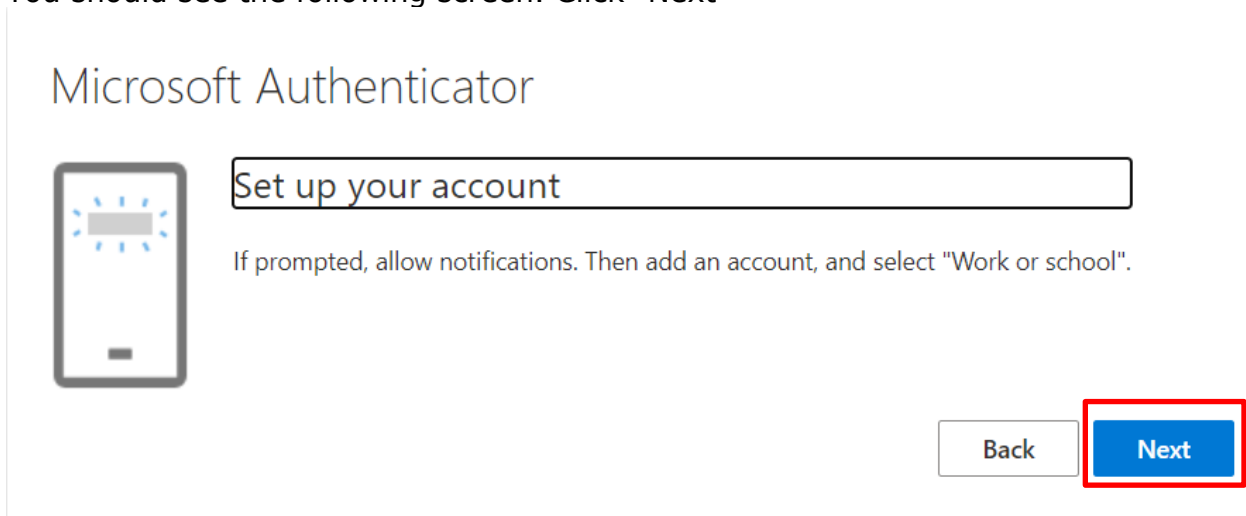 You should see the following screen. Click "Next"
Microsoft Authenticator
Set up your account
If prompted, allow notifications. Then add an account, and select "Work or school".
Back
Next